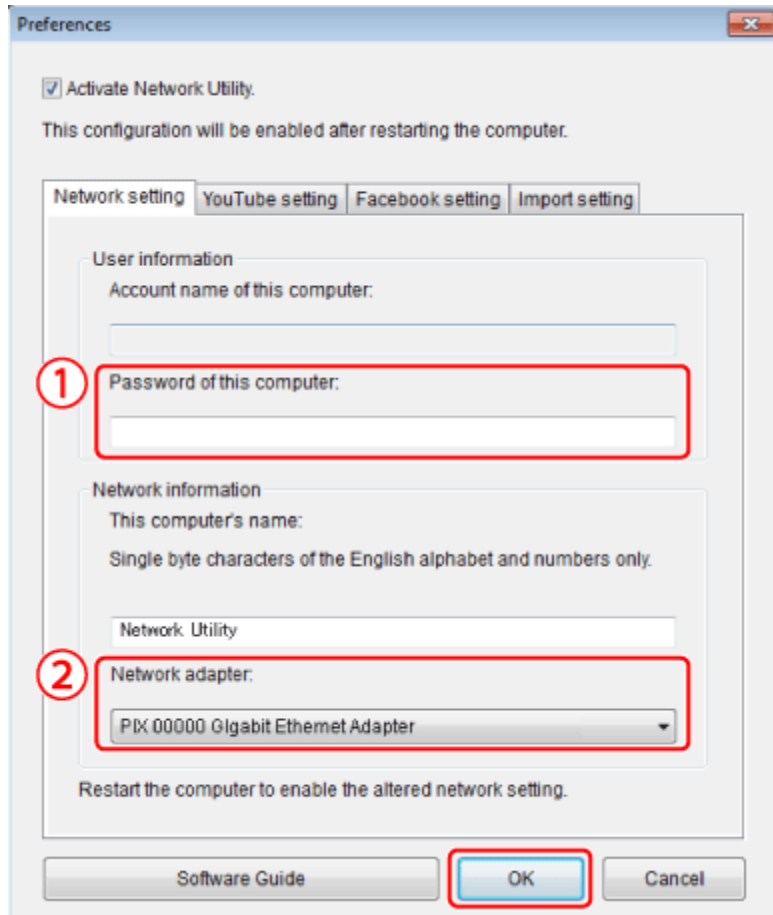 Preferences
Activate Network Utility.
This configuration will be enabled after restarting the computer.
Network setting YouTube setting Facebook setting Import setting
User information
Account name of this computer:
1 Password of this computer:
Network information
This computer's name:
Single byte characters of the English alphabet and numbers only.
Network Utility
2 Network adapter:
PIX 00000 GIgabit Ethernet Adapter
Restart the computer to enable the altered network setting.
Software Guide OK Cancel